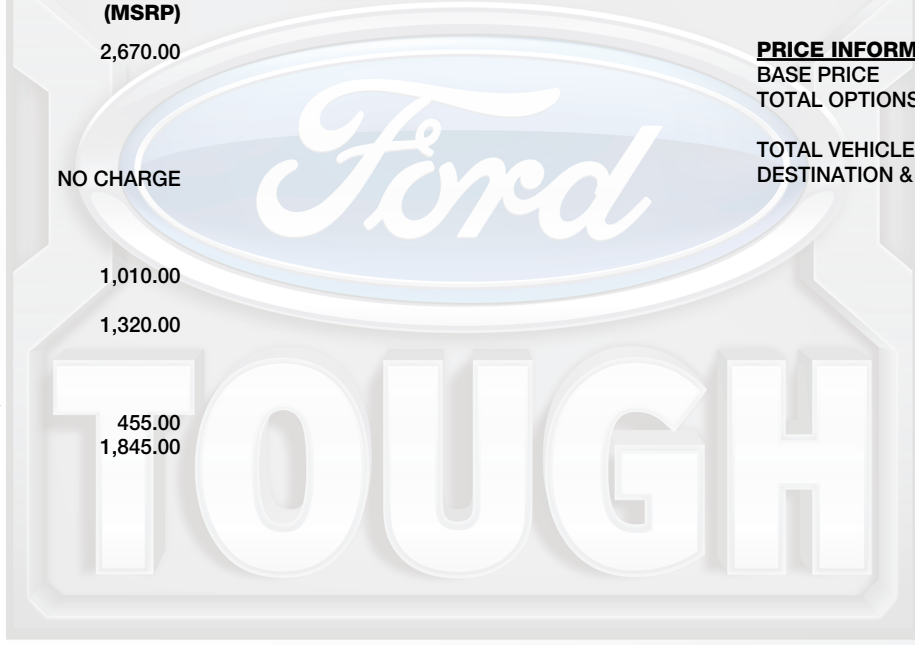 (MSRP)
2,670.00
NO CHARGE
1,010.00
1,320.00
455.00
1,845.00
PRICE INFORM
BASE PRICE
TOTAL OPTIONS
TOTAL VEHICLE
DESTINATION &
Ford
TOUGH